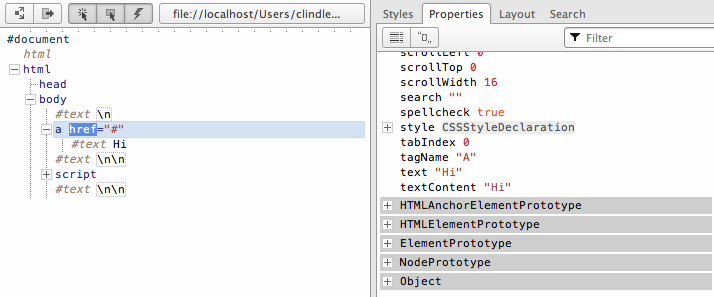 file://localhost/Users/clindle...
#document
html
html
head
body
#text \n
a href="#"
#text Hi
#text \n\n
script
#text \n\n
Styles Properties Layout Search
"0, Filter
scrollLeft 0
scrollTop 0
scrollWidth 16
search ""
spellcheck true
style CSSStyleDeclaration
tabIndex 0
tagName "A"
text "Hi"
textContent "Hi"
HTMLAnchorElementPrototype
HTMLElementPrototype
ElementPrototype
NodePrototype
Object